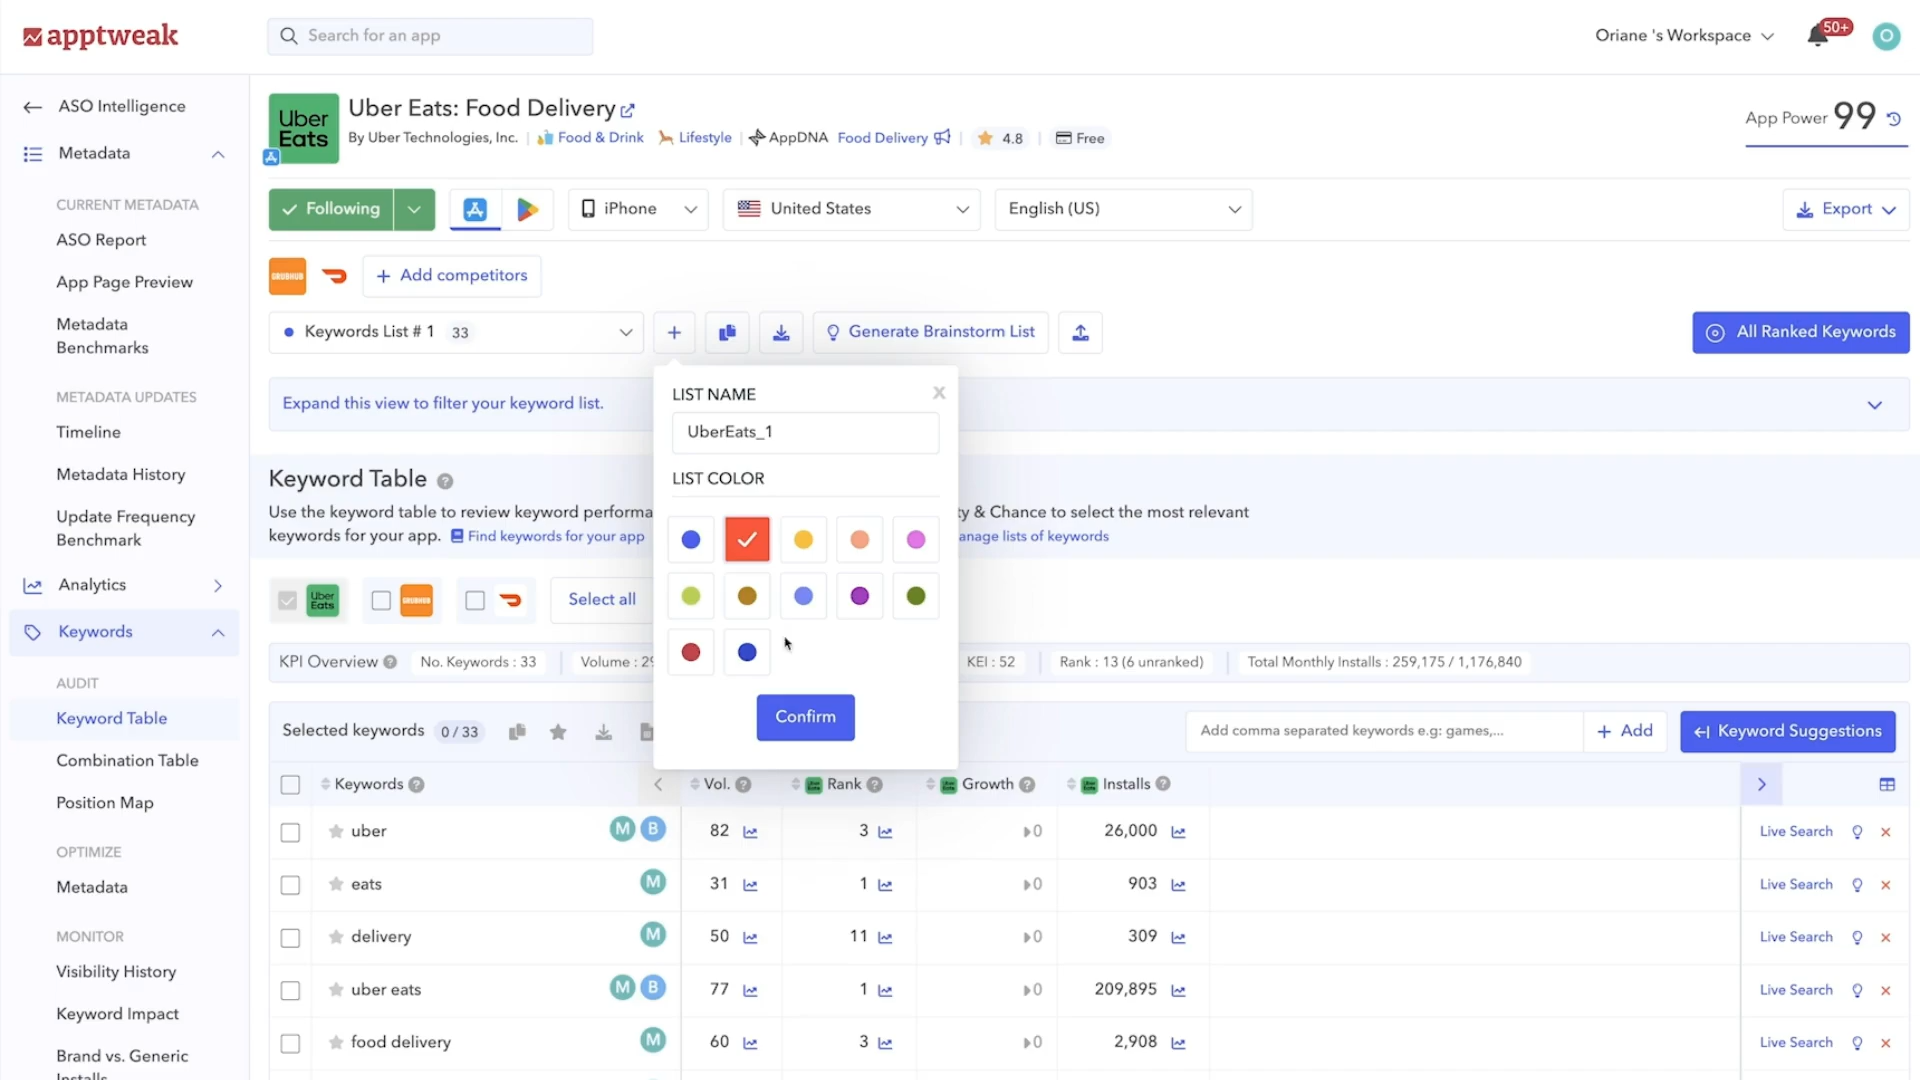 apptweak
Search for an app
Oriane 's Workspace
50+
O
ASO Intelligence
Metadata
CURRENT METADATA
ASO Report
App Page Preview
Metadata
Benchmarks
METADATA UPDATES
Timeline
Metadata History
Update Frequency
Benchmark
Analytics
Keywords
AUDIT
Keyword Table
Combination Table
Position Map
OPTIMIZE
Metadata
MONITOR
Visibility History
Keyword Impact
Brand vs. Generic
Installs
Uber
Eats
Uber Eats: Food Delivery
By Uber Technologies, Inc. | Food & Drink Lifestyle | AppDNA Food Delivery | 4.8 | Free
App Power 99
Following
iPhone
United States
English (US)
Export
GRUBHUB
+ Add competitors
Keywords List # 1 33
+
Generate Brainstorm List
All Ranked Keywords
Expand this view to filter your keyword list.
LIST NAME
x
UberEats_1
LIST COLOR
Confirm
Keyword Table ?
Use the keyword table to review keyword performa
y & Chance to select the most relevant
keywords for your app. Find keywords for your app
anage lists of keywords
Uber
Eats
GRUBHUB
Select all
KPI Overview ? No. Keywords : 33 Volume : 29
KEI : 52 Rank : 13 (6 unranked) Total Monthly Installs : 259,175 / 1,176,840
Selected keywords 0 / 33
Add comma separated keywords e.g: games,...
+ Add
Keyword Suggestions
Keywords ? Vol. ? Rank ? Growth ? Installs ?
uber M B 82 3 0 26,000 Live Search
eats M 31 1 0 903 Live Search
delivery M 50 11 0 309 Live Search
uber eats M B 77 1 0 209,895 Live Search
food delivery M 60 3 0 2,908 Live Search